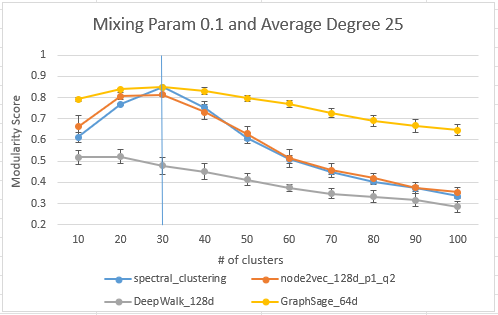 Mixing Param 0.1 and Average Degree 25
1
0.9
0.8
0.7
0.6
0.5
0.4
0.3
0.2
Modularity Score
10 20 30 40 50 60 70 80 90 100
# of clusters
spectral_clustering node2vec_128d_p1_q2
DeepWalk_128d GraphSage_64d